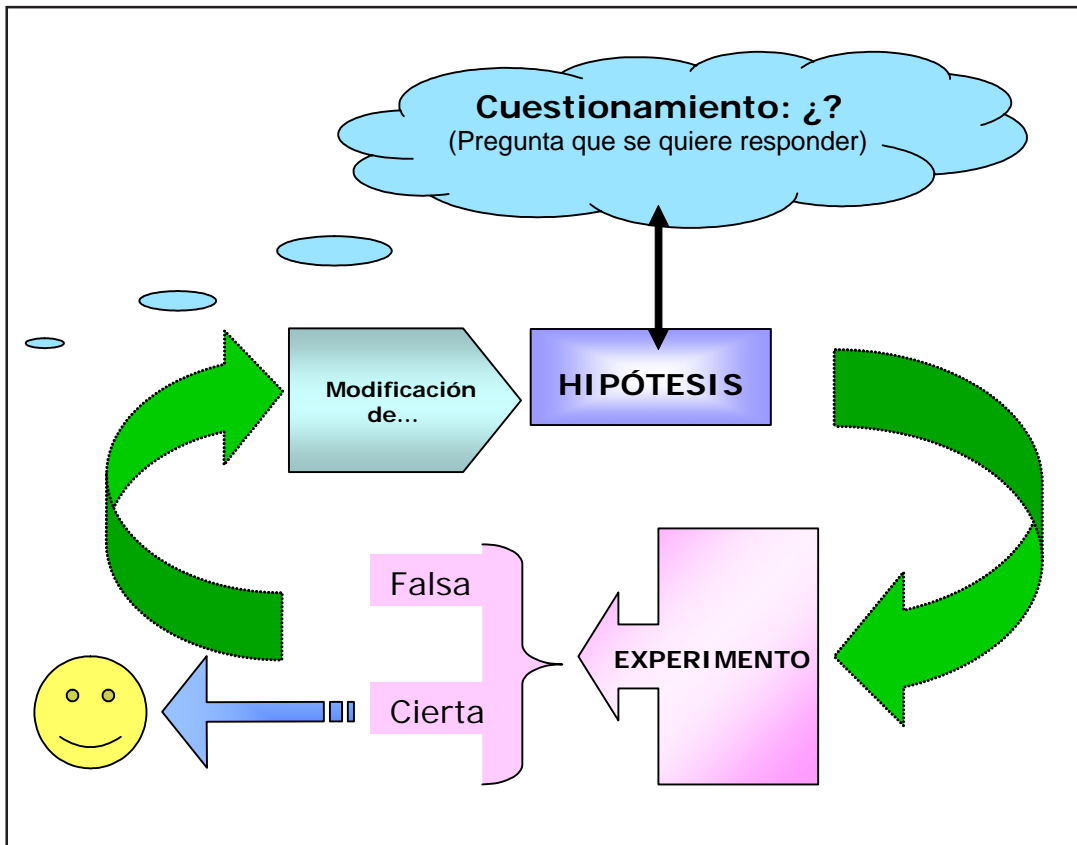 Cuestionamiento: ¿?
(Pregunta que se quiere responder)
Modificación
de...
HIPÓTESIS
Falsa
EXPERIMENTO
Cierta